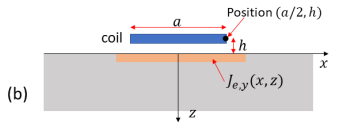 a
Position (a/2, h)
coil
h
x
J_{e,y}(x, z)
(b)
z